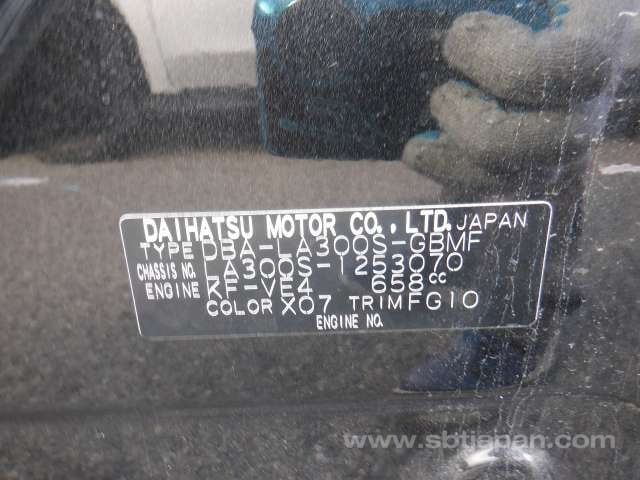 DAIHATSU MOTOR CO., LTD. JAPAN
TYPE DBA-LA300S-GBMF
CHASSIS NO. LA300S-1253070
ENGINE KF-VE4 658cc
COLOR X07 TRIM FG10
ENGINE NO.
www.sbtjapan.com